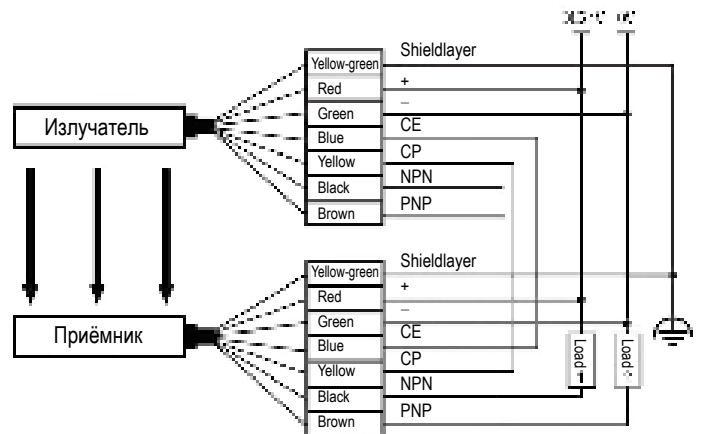 Shieldlayer
Yellow-green
Red
+
Green
–
Blue
CE
Yellow
CP
Black
NPN
Brown
PNP
Излучатель
Shieldlayer
Yellow-green
Red
+
Green
–
Blue
CE
Yellow
CP
Black
NPN
Brown
PNP
Приёмник
Load
Load